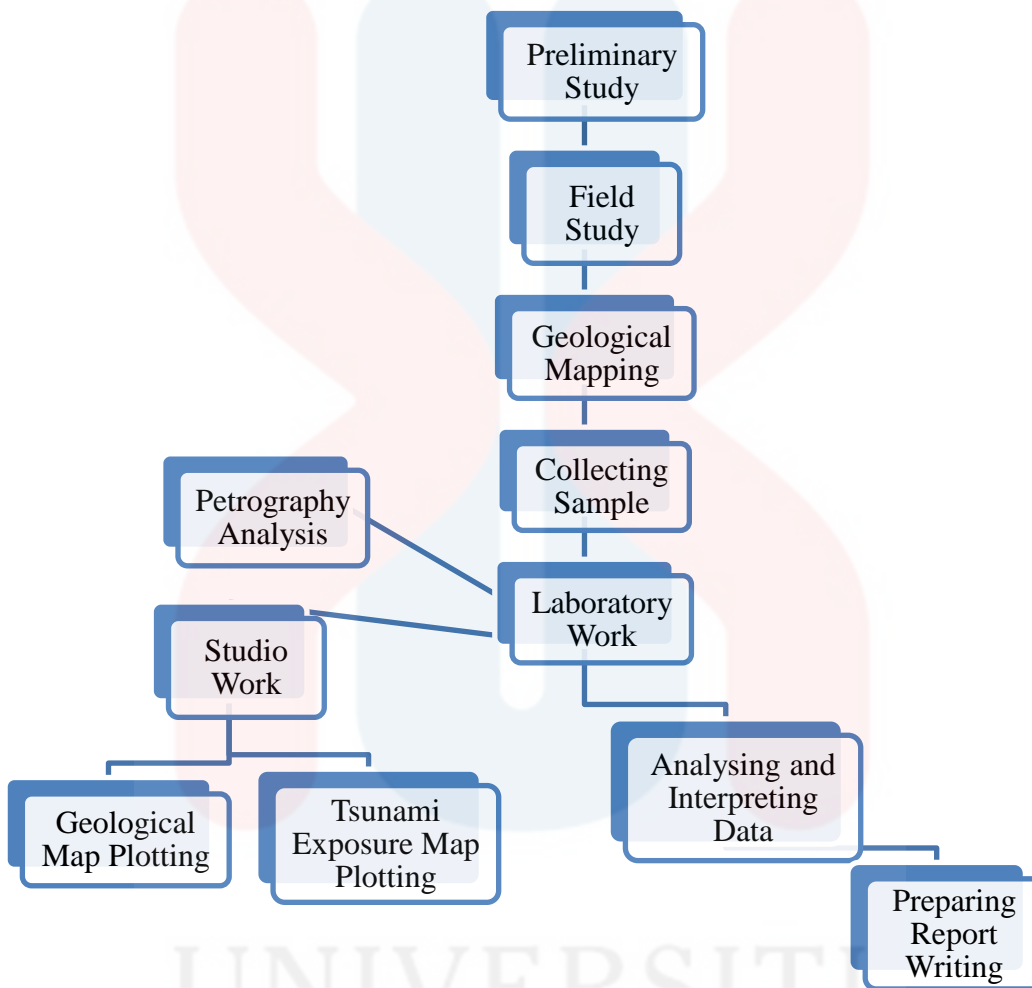 Preliminary
Study
Field
Study
Geological
Mapping
Collecting
Sample
Petrography
Analysis
Laboratory
Work
Studio
Work
Analysing and
Interpreting
Data
Geological
Map Plotting
Tsunami
Exposure Map
Plotting
Preparing
Report
Writing
UNIVERSITI